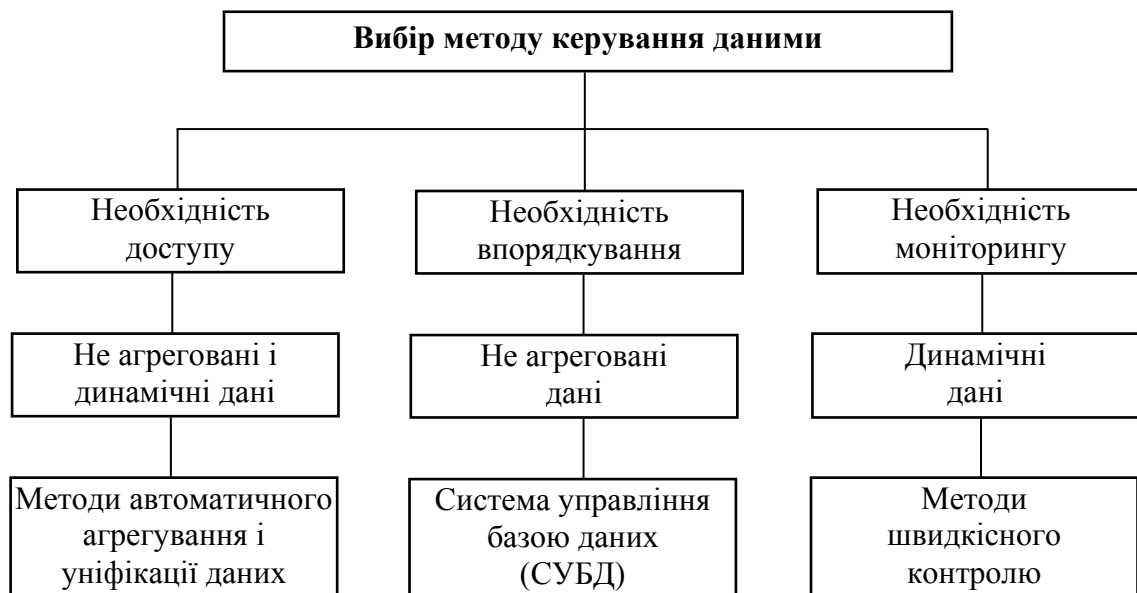 Вибір методу керування даними
Необхідність
доступу
Необхідність
впорядкування
Необхідність
моніторингу
Не агреговані і
динамічні дані
Не агреговані
дані
Динамічні
дані
Методи автоматичного
агрегування і
уніфікації даних
Система управління
базою даних
(СУБД)
Методи
швидкісного
контролю